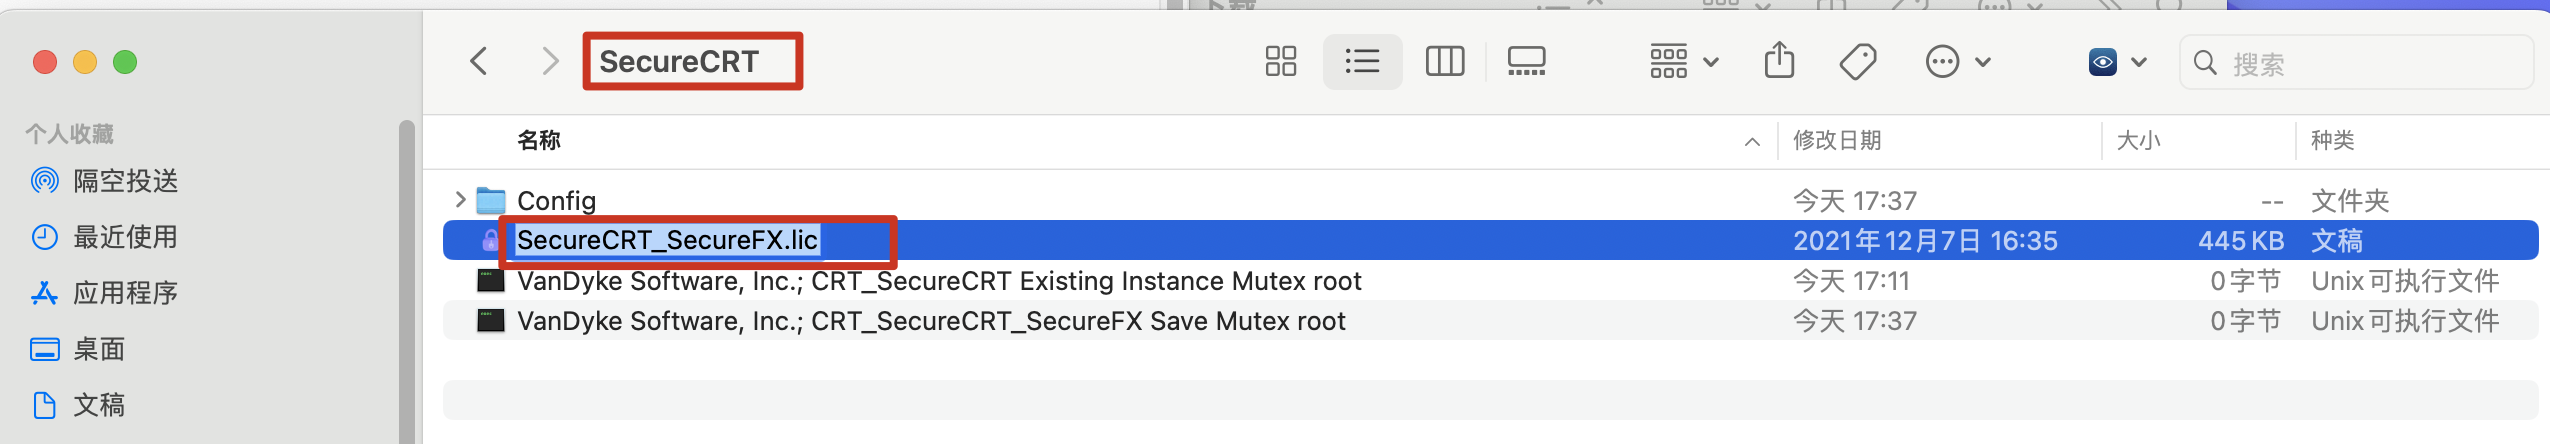 SecureCRT
搜索
个人收藏
隔空投送
最近使用
应用程序
桌面
文稿
名称 修改日期 大小 种类
Config 今天 17:37 -- 文件夹
SecureCRT_SecureFX.lic 2021年12月7日 16:35 445 KB 文稿
VanDyke Software, Inc.; CRT_SecureCRT Existing Instance Mutex root 今天 17:11 0字节 Unix可执行文件
VanDyke Software, Inc.; CRT_SecureCRT_SecureFX Save Mutex root 今天 17:37 0字节 Unix可执行文件